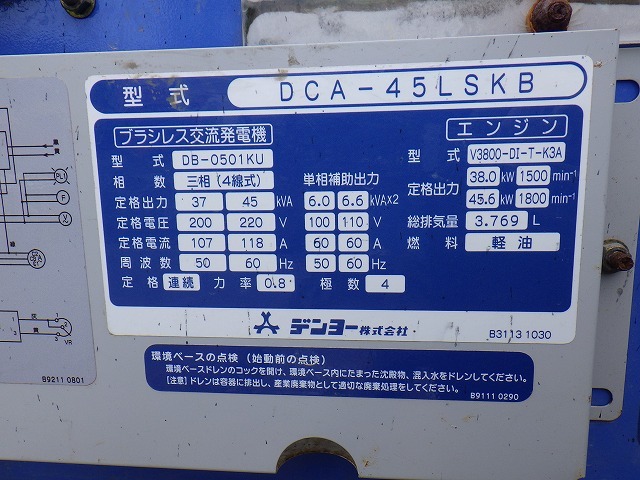 型式 DCA-45LSKB
ブラシレス交流発電機
型式 DB-0501KU
相数 三相(4線式) 単相補助出力
定格出力 37 45 kVA 6.0 6.6 kVA×2
定格電圧 200 220 V 100 110 V
定格電流 107 118 A 60 60 A
周波数 50 60 Hz 50 60 Hz
定格 連続 力率 0.8 極数 4
エンジン
型式 V3800-DI-T-K3A
定格出力 38.0 kW 1500 min⁻¹
45.6 kW 1800 min⁻¹
総排気量 3.769 L
燃料 軽油
デンヨー株式会社
B3113 1030
環境ベースの点検(始動前の点検)
環境ベースドレンのコックを開け、環境ベース内にたまった沈殿物、混入水をドレンしてください。
[注意]ドレンは容器に排出し、産業廃棄物として適切な廃棄処理をしてください。
B9111 0290
PL1
F
V
VR
B9211 0801